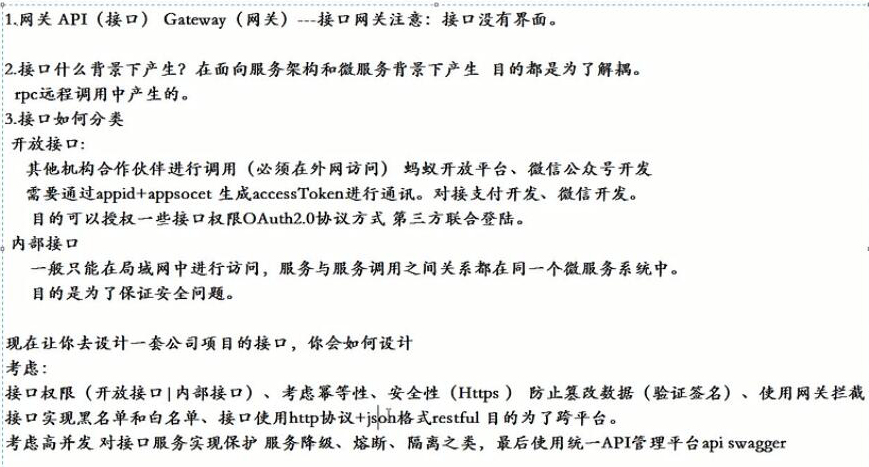 1.网关 API（接口） Gateway（网关）---接口网关注意：接口没有界面。
2.接口什么背景下产生？在面向服务架构和微服务背景下产生 目的都是为了解耦。
rpc远程调用中产生的。
3.接口如何分类
开放接口:
其他机构合作伙伴进行调用（必须在外网访问） 蚂蚁开放平台、微信公众号开发
需要通过appid+appsocet 生成accessToken进行通讯。对接支付开发、微信开发。
目的可以授权一些接口权限OAuth2.0协议方式 第三方联合登陆。
内部接口
一般只能在局域网中进行访问，服务与服务调用之间关系都在同一个微服务系统中。
目的是为了保证安全问题。
现在让你去设计一套公司项目的接口，你会如何设计
考虑：
接口权限（开放接口|内部接口）、考虑幂等性、安全性（Https ） 防止篡改数据（验证签名）、使用网关拦截
接口实现黑名单和白名单、接口使用http协议+json格式restful 目的为了跨平台。
考虑高并发 对接口服务实现保护 服务降级、熔断、隔离之类，最后使用统一API管理平台api swagger